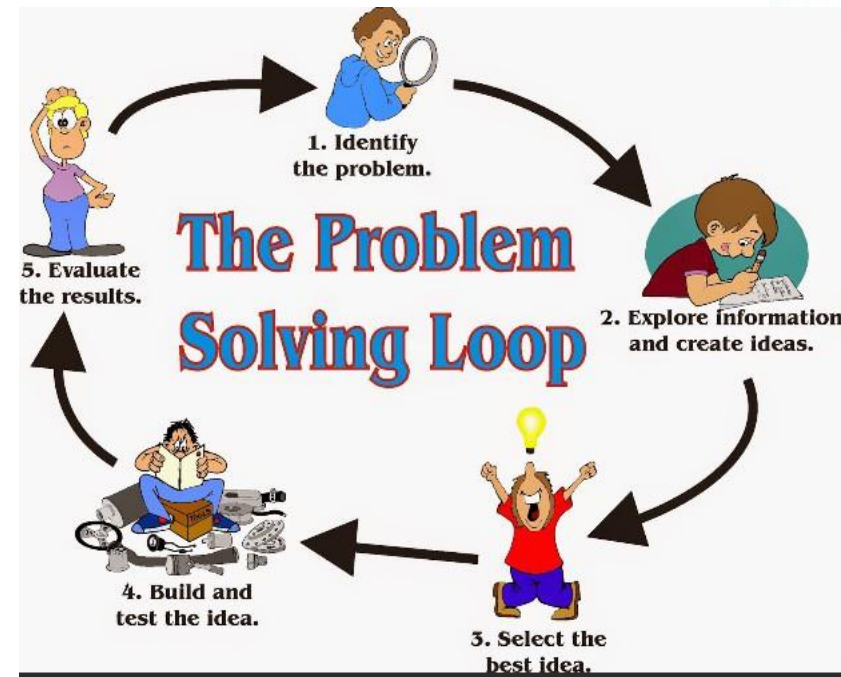 The Problem
Solving Loop
1. Identify
the problem.
2. Explore information
and create ideas.
3. Select the
best idea.
4. Build and
test the idea.
TOOLS
5. Evaluate
the results.